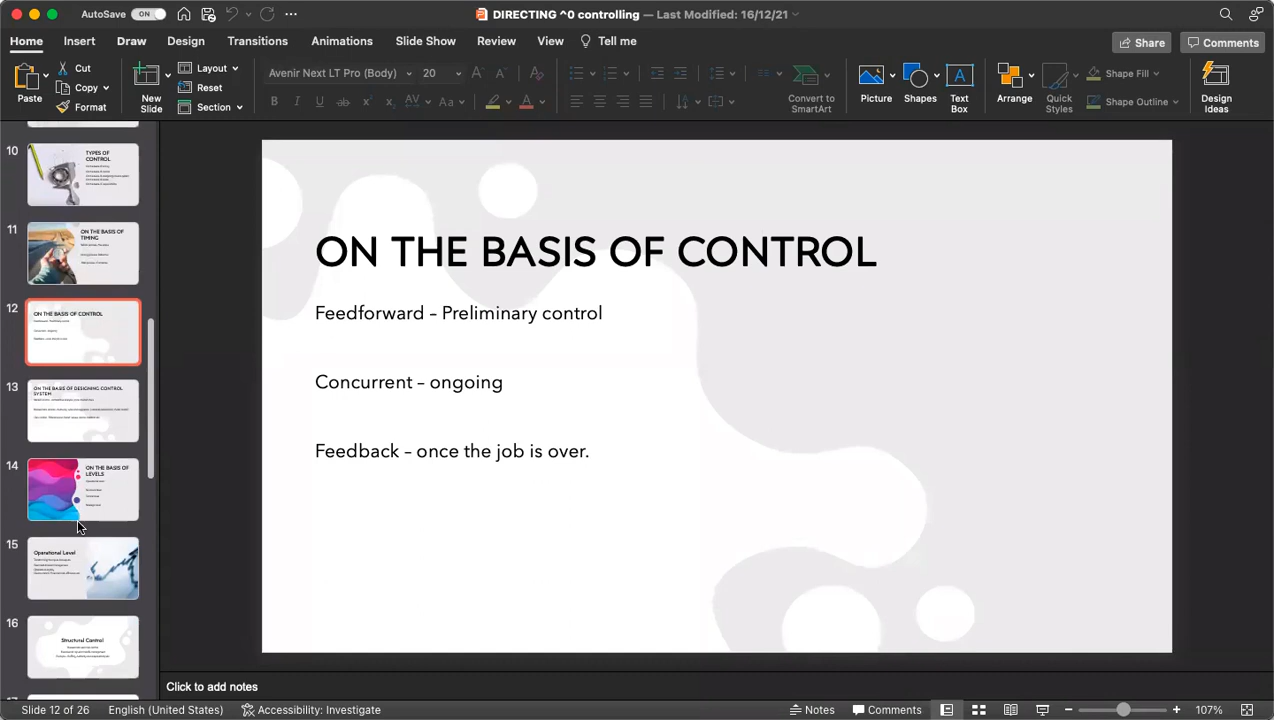 AutoSave ON
DIRECTING ^0 controlling — Last Modified: 16/12/21
Home Insert Draw Design Transitions Animations Slide Show Review View Tell me Share Comments
Paste Cut Copy Format New Slide Layout Reset Section
Avenir Next LT Pro (Body) 20
Convert to SmartArt Picture Shapes Text Box Arrange Quick Styles Shape Fill Shape Outline Design Ideas
10
TYPES OF
CONTROL
11
ON THE BASIS OF
TIMING
12
ON THE BASIS OF CONTROL
13
ON THE BASIS OF DESIGNING CONTROL
SYSTEM
14
ON THE BASIS OF
LEVELS
15
Operational Level
16
Structural Control
ON THE BASIS OF CONTROL
Feedforward – Preliminary control
Concurrent – ongoing
Feedback – once the job is over.
Click to add notes
Slide 12 of 26 English (United States) Accessibility: Investigate Notes Comments 107%